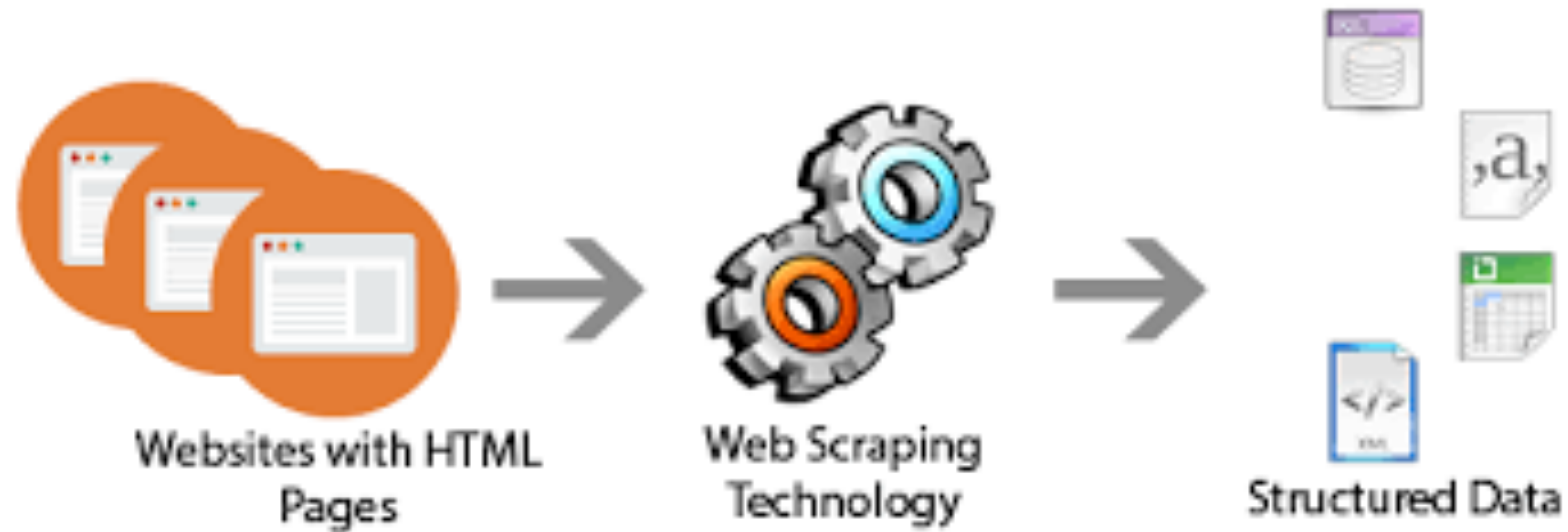 Websites with HTML
Pages
Web Scraping
Technology
,a,
</>
Structured Data